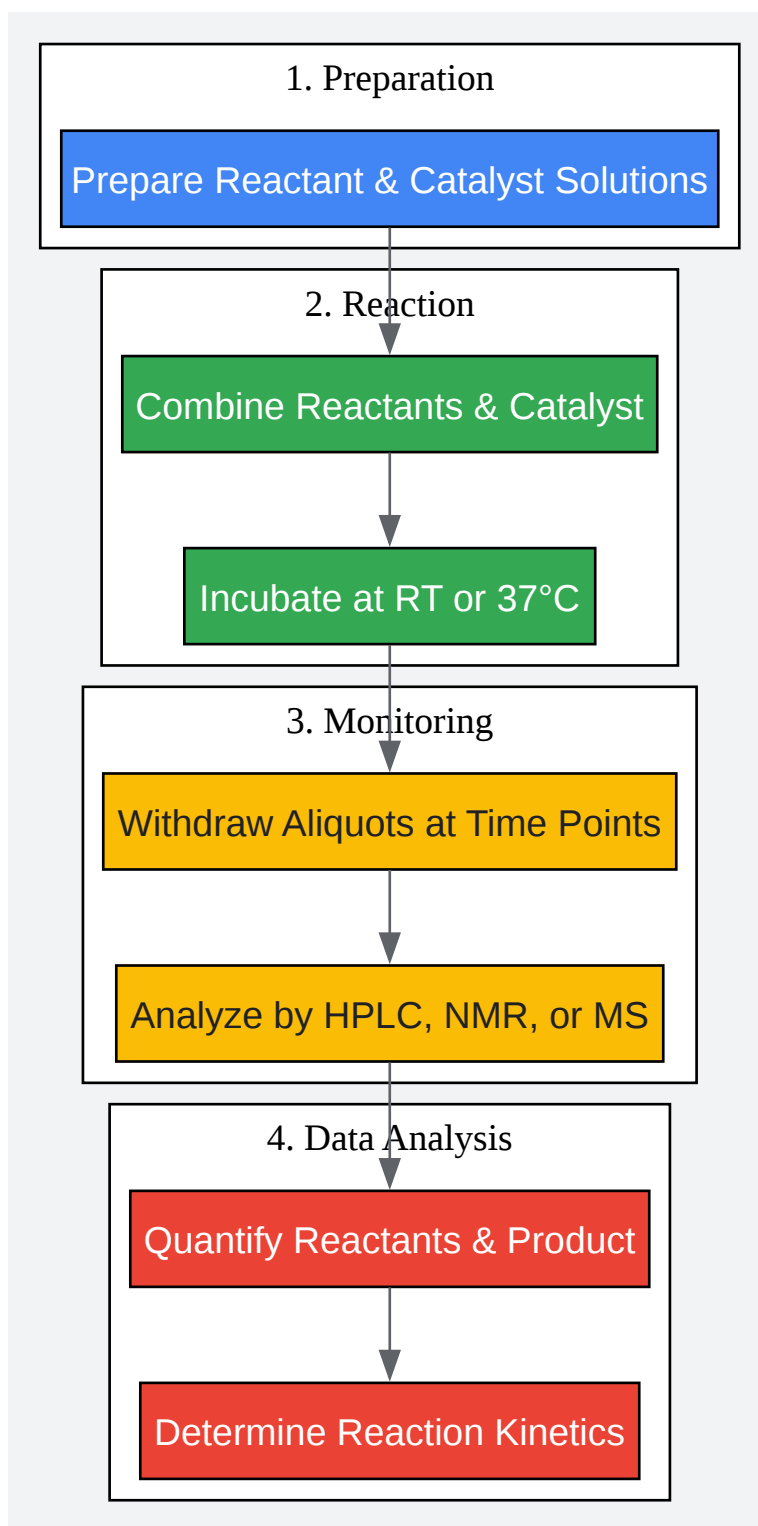 1. Preparation
Prepare Reactant & Catalyst Solutions
2. Reaction
Combine Reactants & Catalyst
Incubate at RT or 37°C
3. Monitoring
Withdraw Aliquots at Time Points
Analyze by HPLC, NMR, or MS
4. Data Analysis
Quantify Reactants & Product
Determine Reaction Kinetics